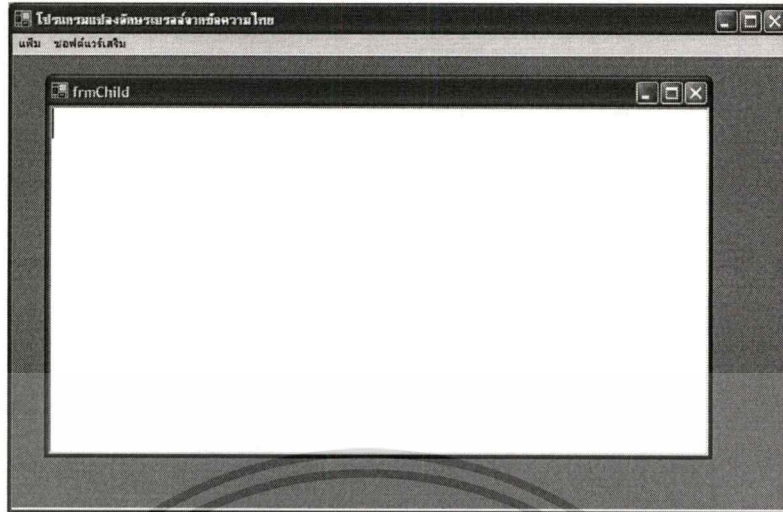 โปรแกรมแปลงอักษรเบรลล์จากข้อความไทย
แฟ้ม ซอฟต์แวร์เสริม
frmChild